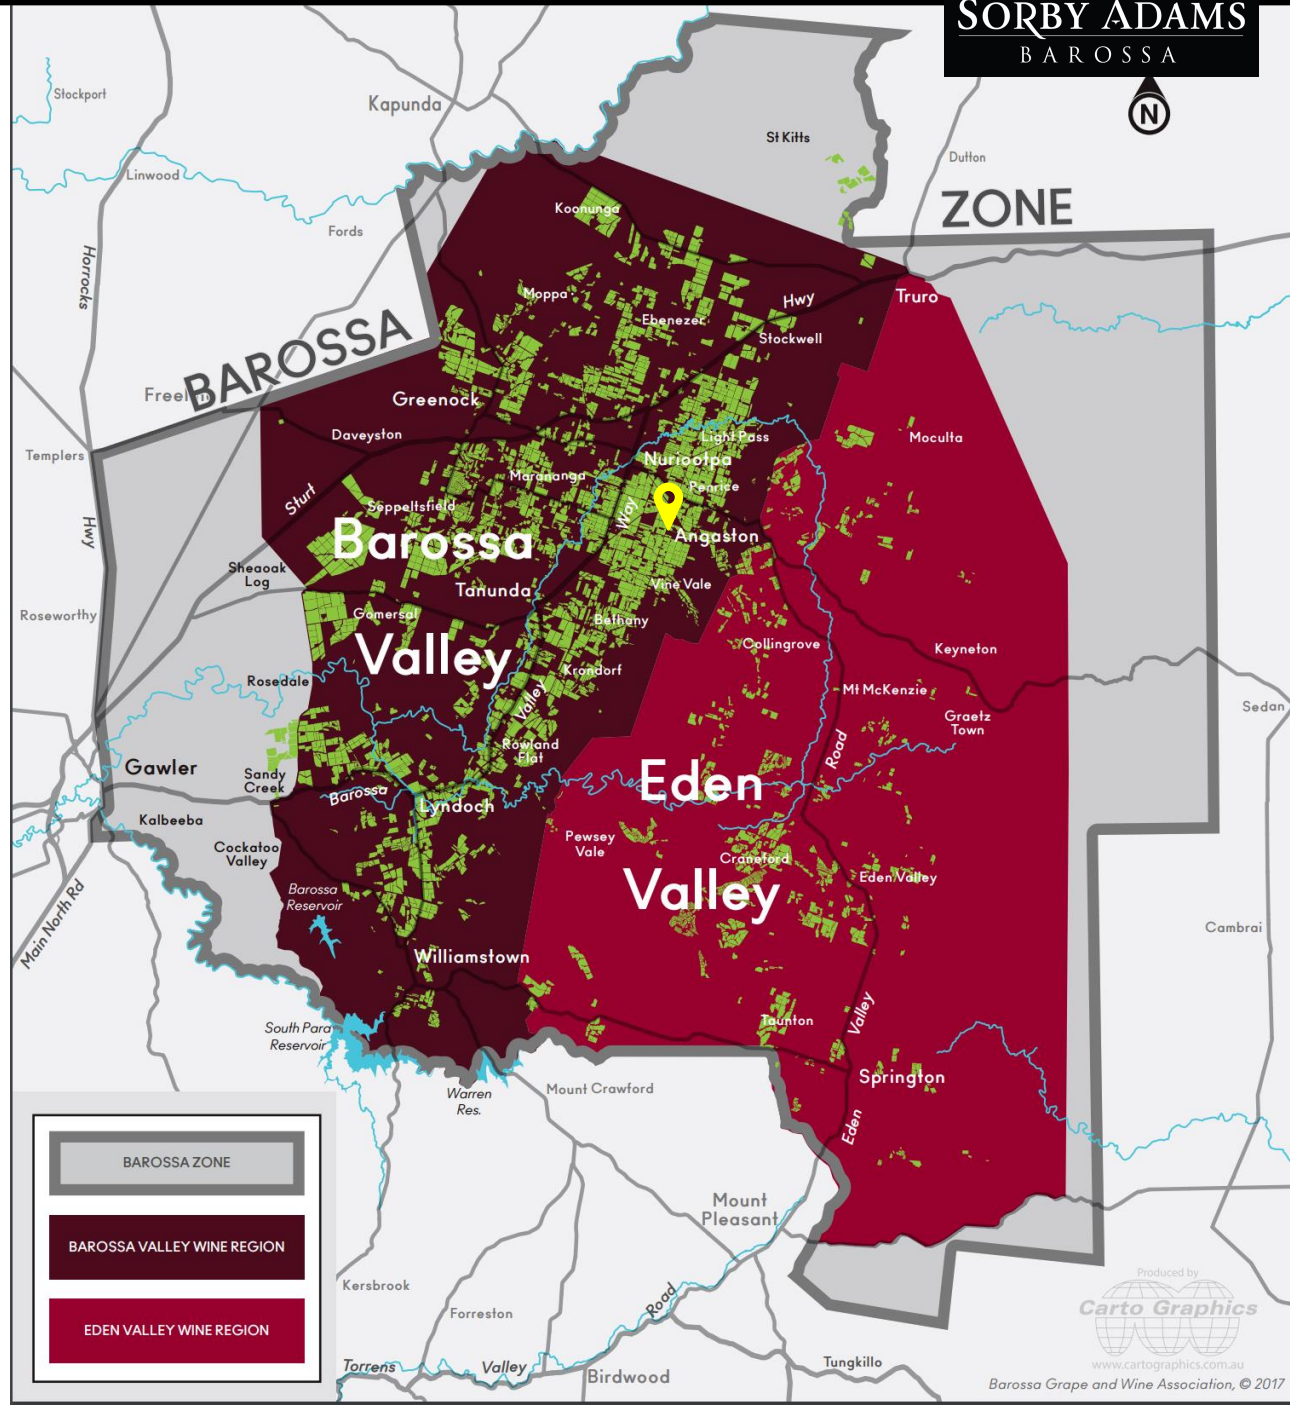 SORBY ADAMS
BAROSSA
N
Stockport
Kapunda
St Kitts
Dutton
Linwood
ZONE
Koonunga
Fords
Horrocks
Moppa
Hwy
Truro
Ebenezer
BAROSSA
Stockwell
Greenock
Daveyston
Light Pass
Moculta
Templers
Nuriootpa
Marananga
Penrice
Sturt
Seppeltsfield
Way
Hwy
Barossa
Angaston
Sheaoak
Log
Tanunda
Vine Vale
Roseworthy
Gomersal
Bethany
Valley
Collingrove
Keyneton
Krondorf
Rosedale
Mt McKenzie
Valley
Graetz
Town
Sedan
Rowland
Flat
Road
Gawler
Sandy
Creek
Eden
Barossa
Lyndoch
Kalbeeba
Pewsey
Vale
Cockatoo
Valley
Craneford
Eden Valley
Valley
Barossa
Reservoir
Main North Rd
Cambrai
Williamstown
Valley
Taunton
South Para
Reservoir
Springton
Mount Crawford
Warren
Res.
Eden
BAROSSA ZONE
Mount
Pleasant
BAROSSA VALLEY WINE REGION
Kersbrook
Road
Forreston
EDEN VALLEY WINE REGION
Torrens
Valley
Birdwood
Tungkillo
Produced by
Carto Graphics
www.cartographics.com.au
Barossa Grape and Wine Association, © 2017